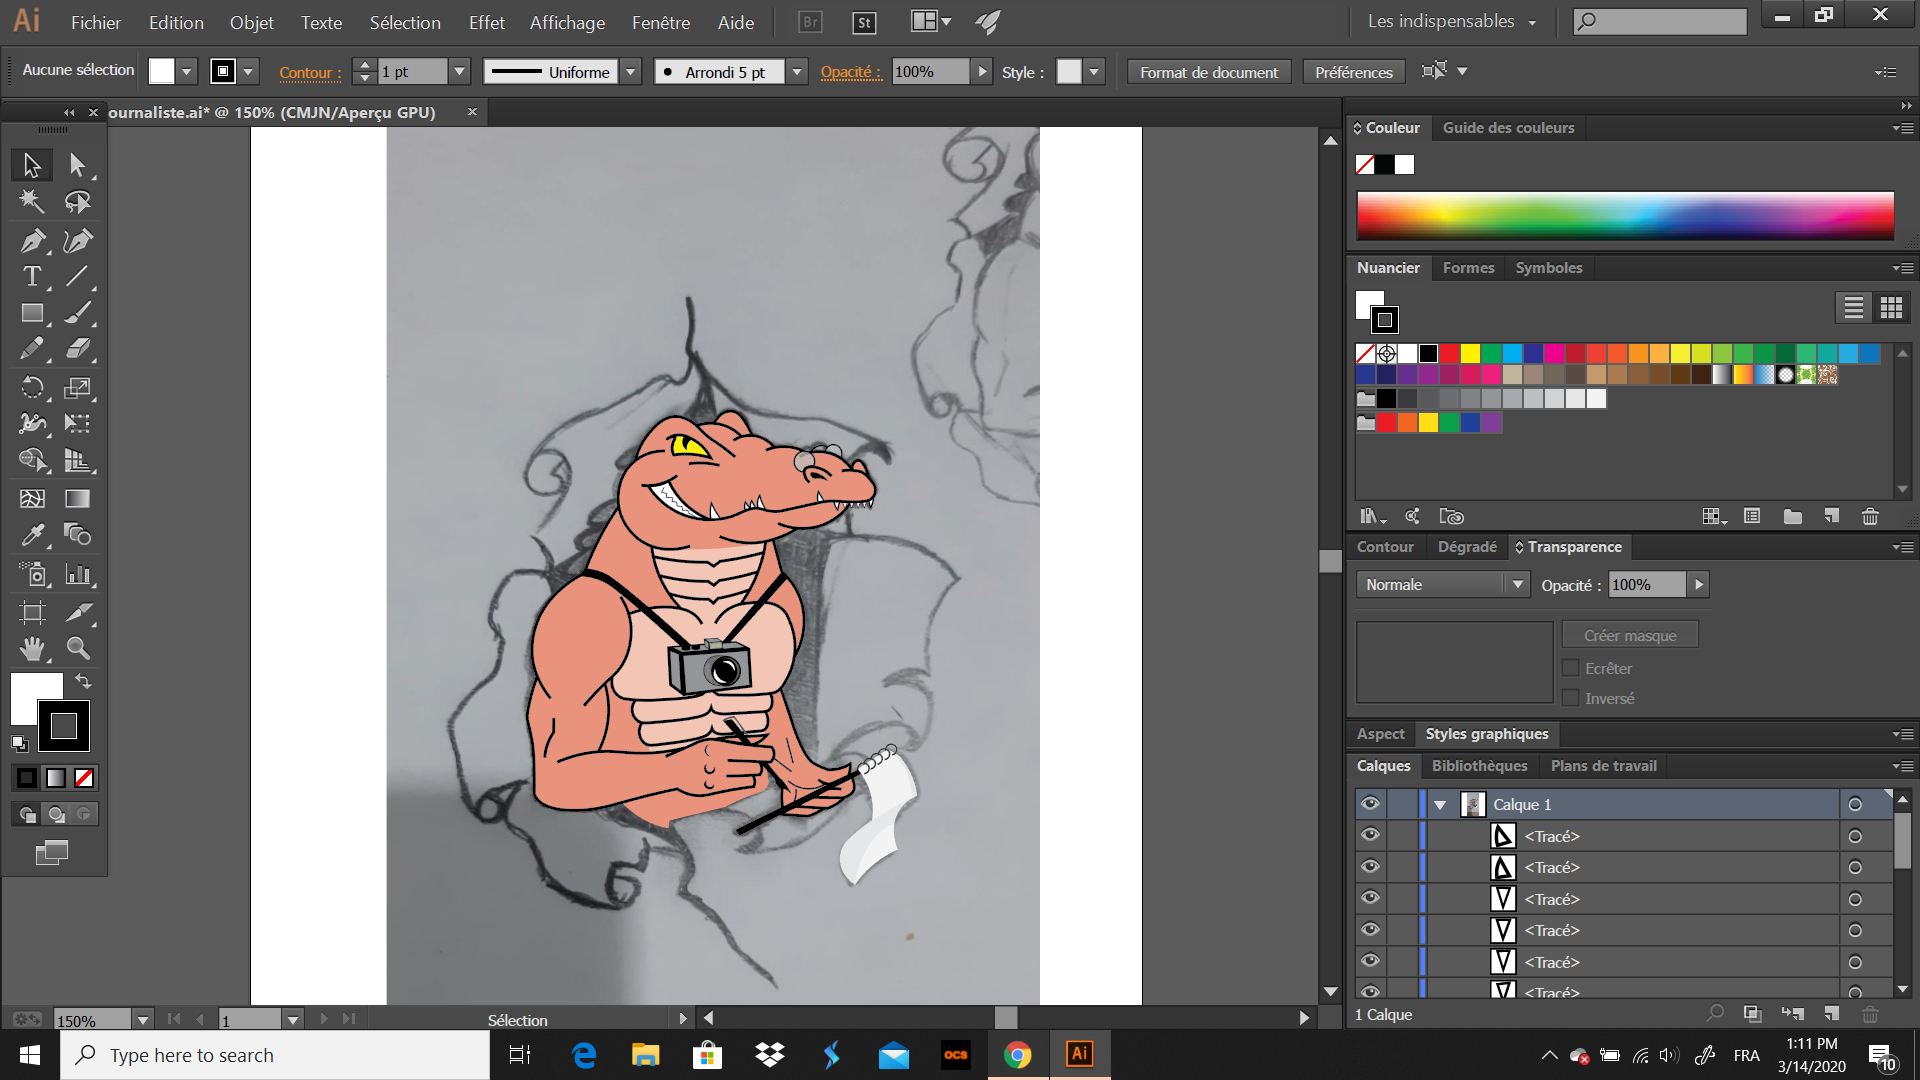 Ai Fichier Edition Objet Texte Sélection Effet Affichage Fenêtre Aide Br St Les indispensables
Aucune sélection Contour : 1 pt Uniforme Arrondi 5 pt Opacité : 100% Style : Format de document Préférences
ournaliste.ai* @ 150% (CMJN/Aperçu GPU)
Couleur Guide des couleurs
Nuancier Formes Symboles
Contour Dégradé Transparence
Normale Opacité : 100%
Créer masque
Ecrêter
Inversé
Aspect Styles graphiques
Calques Bibliothèques Plans de travail
Calque 1
<Tracé>
<Tracé>
<Tracé>
<Tracé>
<Tracé>
<Tracé>
1 Calque
150% 1 Sélection
Type here to search
ocs
Ai
FRA
1:11 PM
3/14/2020
10